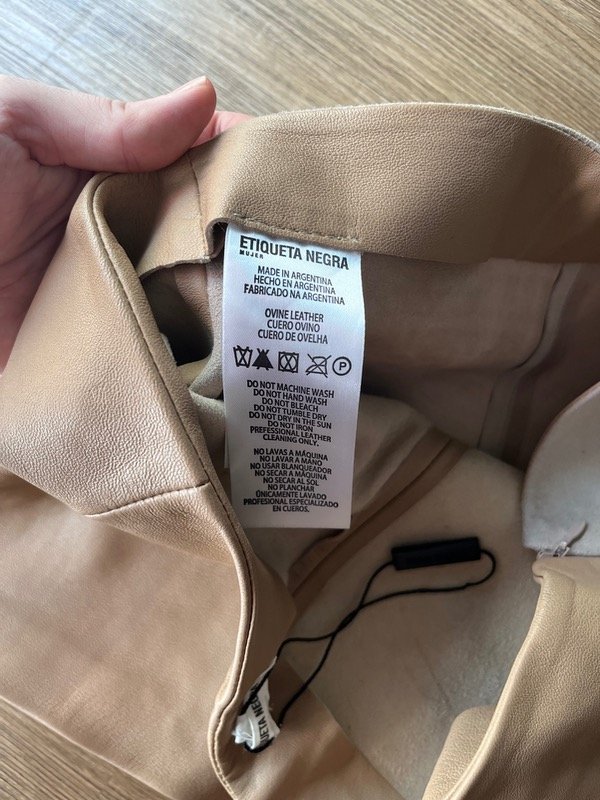 ETIQUETA NEGRA
MUJER
MADE IN ARGENTINA
HECHO EN ARGENTINA
FABRICADO NA ARGENTINA
OVINE LEATHER
CUERO OVINO
CUERO DE OVELHA
P
DO NOT MACHINE WASH
DO NOT HAND WASH
DO NOT BLEACH
DO NOT TUMBLE DRY
DO NOT DRY IN THE SUN
DO NOT IRON
PREFESSIONAL LEATHER
CLEANING ONLY.
NO LAVAS A MÁQUINA
NO LAVAR A MANO
NO USAR BLANQUEADOR
NO SECAR A MÁQUINA
NO SECAR AL SOL
NO PLANCHAR
ÚNICAMENTE LAVADO
PROFESIONAL ESPECIALIZADO
EN CUEROS.
UETA NE